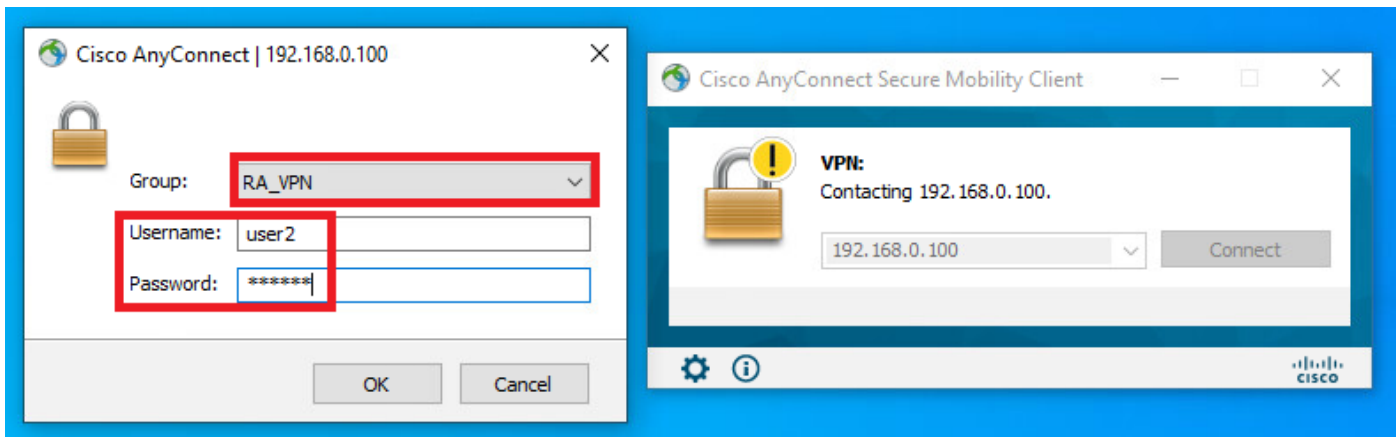 Cisco AnyConnect | 192.168.0.100
Group: RA_VPN
Username: user2
Password: ******
OK Cancel
Cisco AnyConnect Secure Mobility Client
VPN:
Contacting 192.168.0.100.
192.168.0.100 Connect
cisco